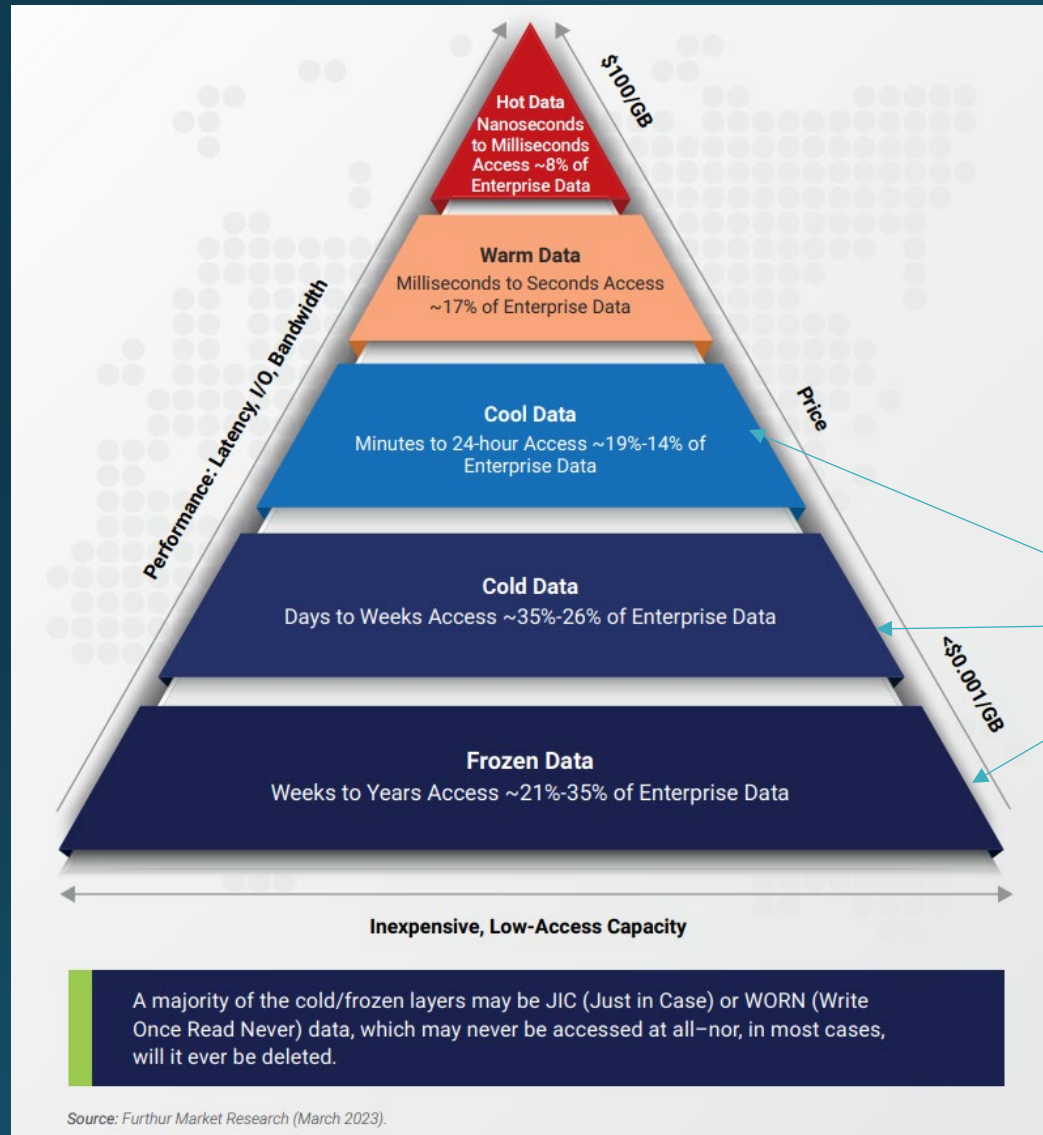 $100/GB
Hot Data
Nanoseconds
to Milliseconds
Access ~8% of
Enterprise Data
Warm Data
Milliseconds to Seconds Access
~17% of Enterprise Data
Performance: Latency, I/O, Bandwidth
Price
Cool Data
Minutes to 24-hour Access ~19%-14% of
Enterprise Data
Cold Data
Days to Weeks Access ~35%-26% of Enterprise Data
<$0.001/GB
Frozen Data
Weeks to Years Access ~21%-35% of Enterprise Data
Inexpensive, Low-Access Capacity
A majority of the cold/frozen layers may be JIC (Just in Case) or WORN (Write
Once Read Never) data, which may never be accessed at all–nor, in most cases,
will it ever be deleted.
Source: Furthur Market Research (March 2023).